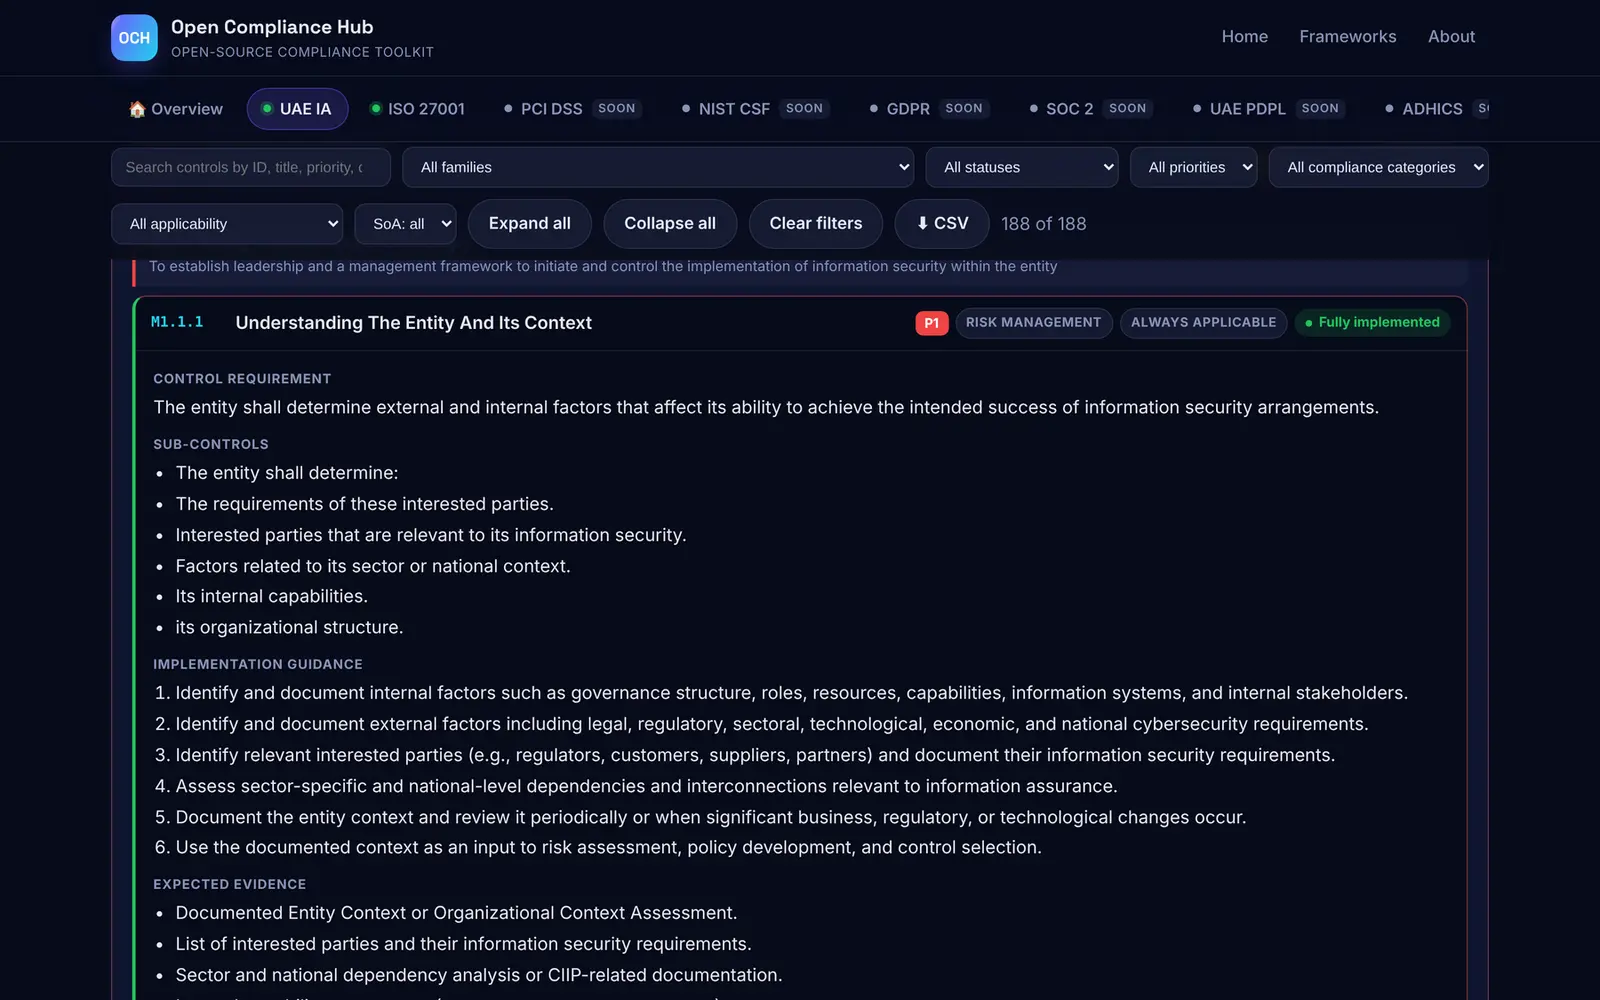 OCH
Open Compliance Hub
OPEN-SOURCE COMPLIANCE TOOLKIT
Home Frameworks About
Overview UAE IA ISO 27001 PCI DSS SOON NIST CSF SOON GDPR SOON SOC 2 SOON UAE PDPL SOON ADHICS
Search controls by ID, title, priority, All families All statuses All priorities All compliance categories
All applicability SoA: all Expand all Collapse all Clear filters ⬇ CSV 188 of 188
To establish leadership and a management framework to initiate and control the implementation of information security within the entity
M1.1.1 Understanding The Entity And Its Context P1 RISK MANAGEMENT ALWAYS APPLICABLE Fully implemented
CONTROL REQUIREMENT
The entity shall determine external and internal factors that affect its ability to achieve the intended success of information security arrangements.
SUB-CONTROLS
• The entity shall determine:
• The requirements of these interested parties.
• Interested parties that are relevant to its information security.
• Factors related to its sector or national context.
• Its internal capabilities.
• its organizational structure.
IMPLEMENTATION GUIDANCE
1. Identify and document internal factors such as governance structure, roles, resources, capabilities, information systems, and internal stakeholders.
2. Identify and document external factors including legal, regulatory, sectoral, technological, economic, and national cybersecurity requirements.
3. Identify relevant interested parties (e.g., regulators, customers, suppliers, partners) and document their information security requirements.
4. Assess sector-specific and national-level dependencies and interconnections relevant to information assurance.
5. Document the entity context and review it periodically or when significant business, regulatory, or technological changes occur.
6. Use the documented context as an input to risk assessment, policy development, and control selection.
EXPECTED EVIDENCE
• Documented Entity Context or Organizational Context Assessment.
• List of interested parties and their information security requirements.
• Sector and national dependency analysis or CIIP-related documentation.